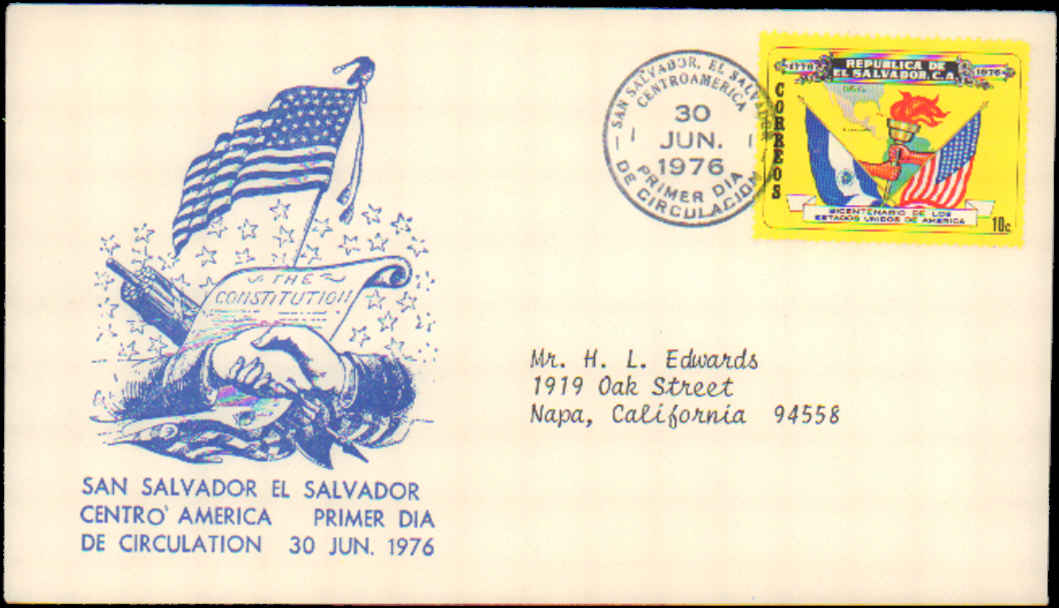 THE
CONSTITUTION
SAN SALVADOR EL SALVADOR
CENTRO' AMERICA PRIMER DIA
DE CIRCULATION 30 JUN. 1976
SAN SALVADOR, EL SALVADOR
CENTROAMERICA
30
JUN.
1976
PRIMER DIA
DE CIRCULACION
1776 REPUBLICA DE 1976
EL SALVADOR, C.A.
CORREOS
BICENTENARIO DE LOS
ESTADOS UNIDOS DE AMERICA
10c
Mr. H. L. Edwards
1919 Oak Street
Napa, California 94558